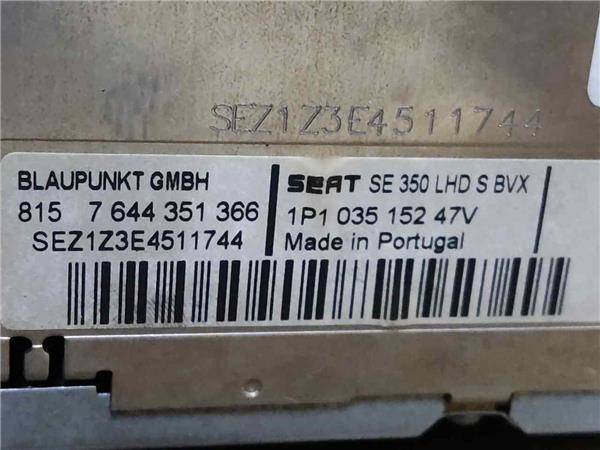 SEZ1Z3E4511744
BLAUPUNKT GMBH
815 7 644 351 366
SEZ1Z3E4511744
SEAT SE 350 LHD S BVX
1P1 035 152 47V
Made in Portugal